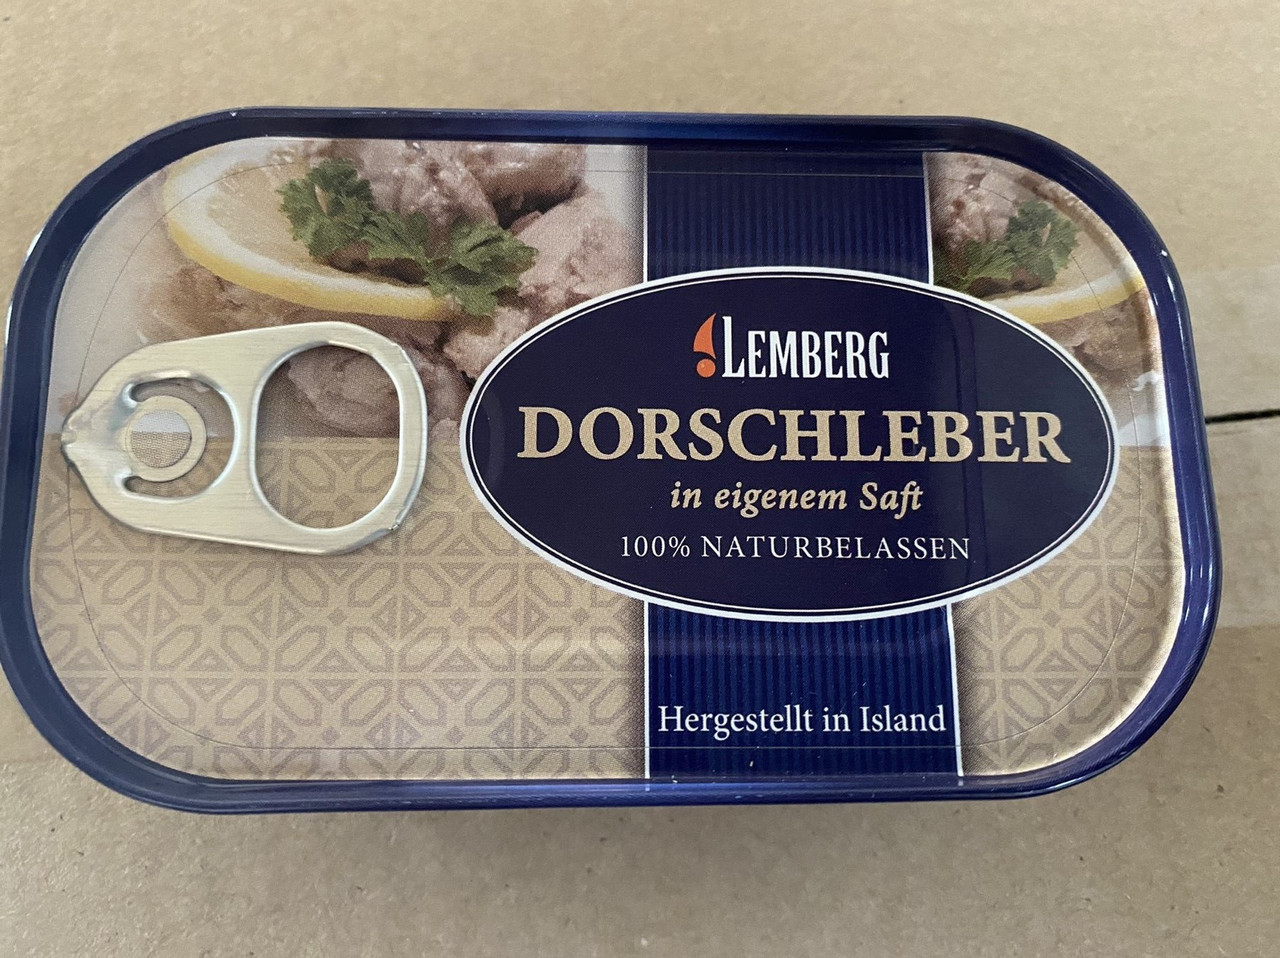 LEMBERG
DORSCHLEBER
in eigenem Saft
100% NATURBELASSEN
Hergestellt in Island